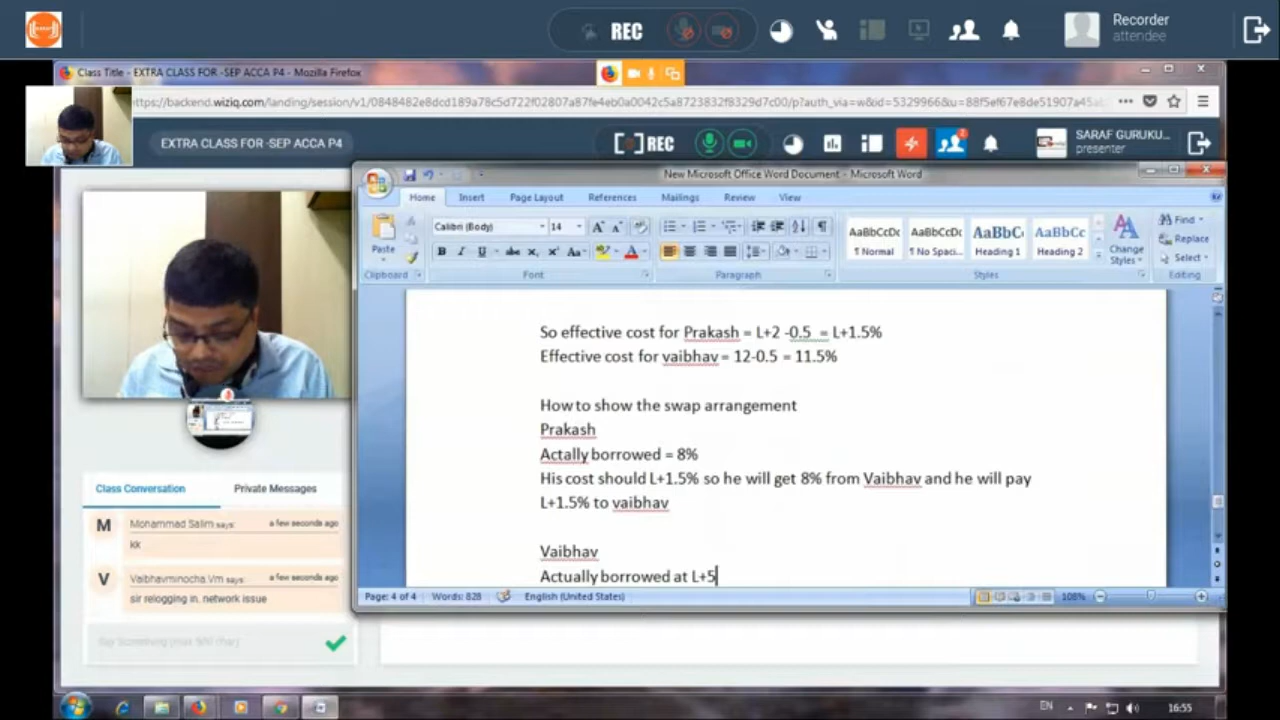 REC
Recorder
attendee
Class Title - EXTRA CLASS FOR -SEP ACCA P4 - Mozilla Firefox
EXTRA CLASS FOR -SEP ACCA P4
REC
SARAF GURUKU...
presenter
New Microsoft Office Word Document - Microsoft Word
Home Insert Page Layout References Mailings Review View
Paste
Clipboard
Calibri (Body) 14
Font
Paragraph
AaBbCcDc AaBbCcDc AaBbC AaBbCc
¶ Normal ¶ No Spaci... Heading 1 Heading 2
Styles
Change Styles
Find
Replace
Select
Editing
So effective cost for Prakash = L+2 -0.5 = L+1.5%
Effective cost for vaibhav = 12-0.5 = 11.5%
How to show the swap arrangement
Prakash
Actally borrowed = 8%
His cost should L+1.5% so he will get 8% from Vaibhav and he will pay
L+1.5% to vaibhav
Vaibhav
Actually borrowed at L+5
Page: 4 of 4 Words: 828 English (United States) 108%
Class Conversation Private Messages
M Mohammad Salim says: a few seconds ago
kk
V Vaibhavminocha.Vm says: a few seconds ago
sir relogging in. network issue
EN 16:55